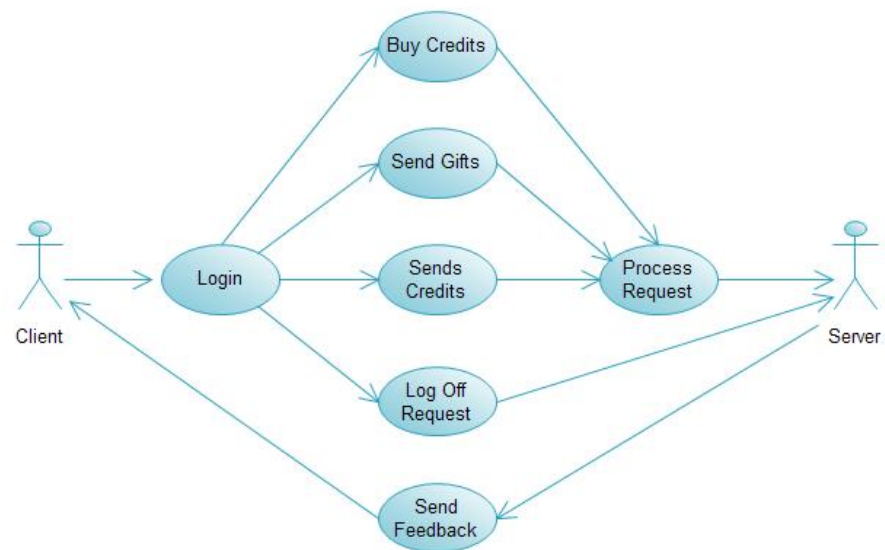 Buy Credits
Send Gifts
Client
Login
Sends
Credits
Process
Request
Server
Log Off
Request
Send
Feedback